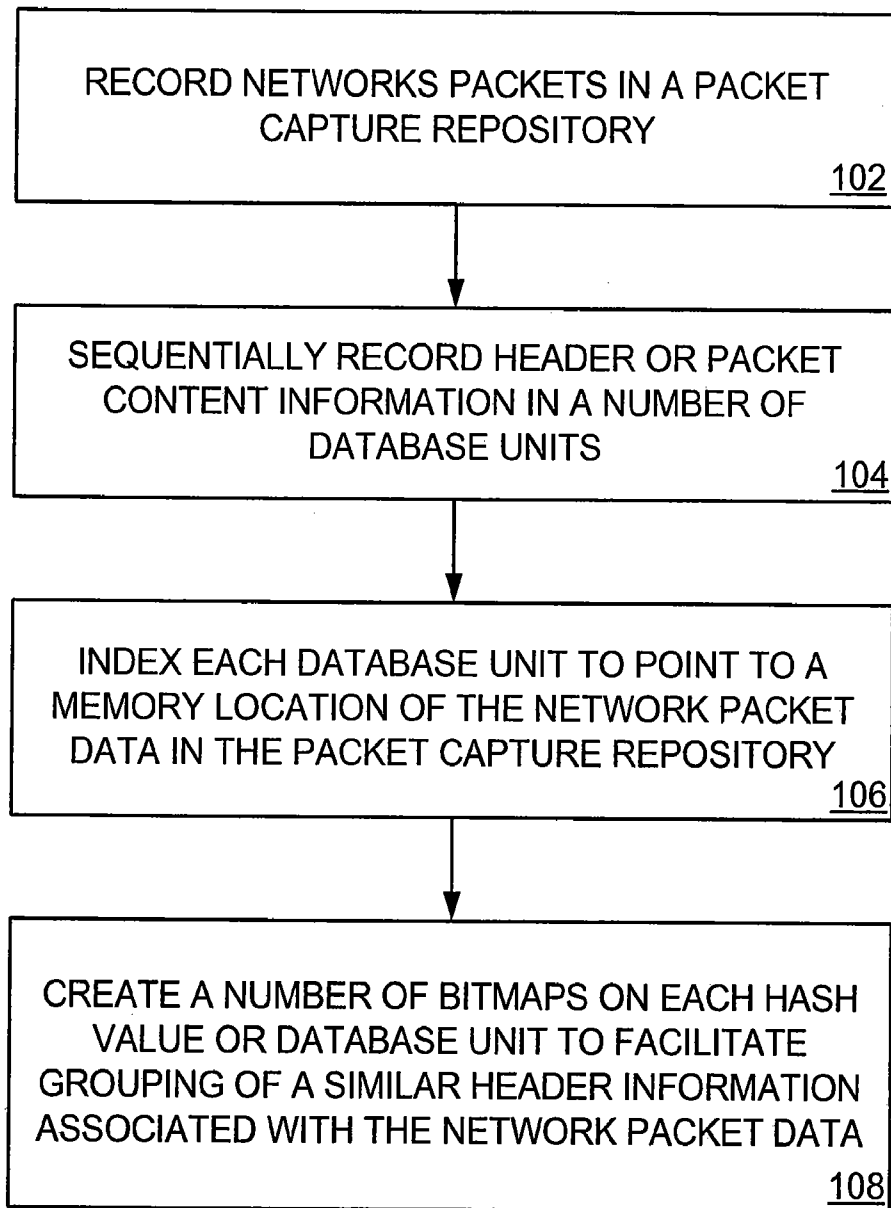 RECORD NETWORKS PACKETS IN A PACKET
CAPTURE REPOSITORY
102
SEQUENTIALLY RECORD HEADER OR PACKET
CONTENT INFORMATION IN A NUMBER OF
DATABASE UNITS
104
INDEX EACH DATABASE UNIT TO POINT TO A
MEMORY LOCATION OF THE NETWORK PACKET
DATA IN THE PACKET CAPTURE REPOSITORY
106
CREATE A NUMBER OF BITMAPS ON EACH HASH
VALUE OR DATABASE UNIT TO FACILITATE
GROUPING OF A SIMILAR HEADER INFORMATION
ASSOCIATED WITH THE NETWORK PACKET DATA
108